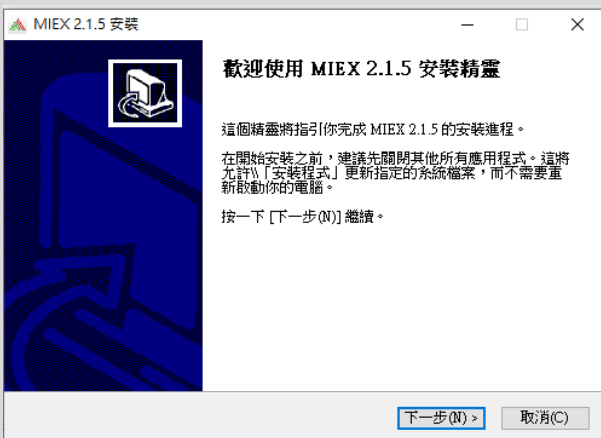 MIEX 2.1.5 安裝
歡迎使用 MIEX 2.1.5 安裝精靈
這個精靈將指引你完成 MIEX 2.1.5 的安裝進程。
在開始安裝之前，建議先關閉其他所有應用程式。這將
允許\\「安裝程式」更新指定的系統檔案，而不需要重
新啟動你的電腦。
按一下 [下一步(N)] 繼續。
下一步(N) >
取消(C)